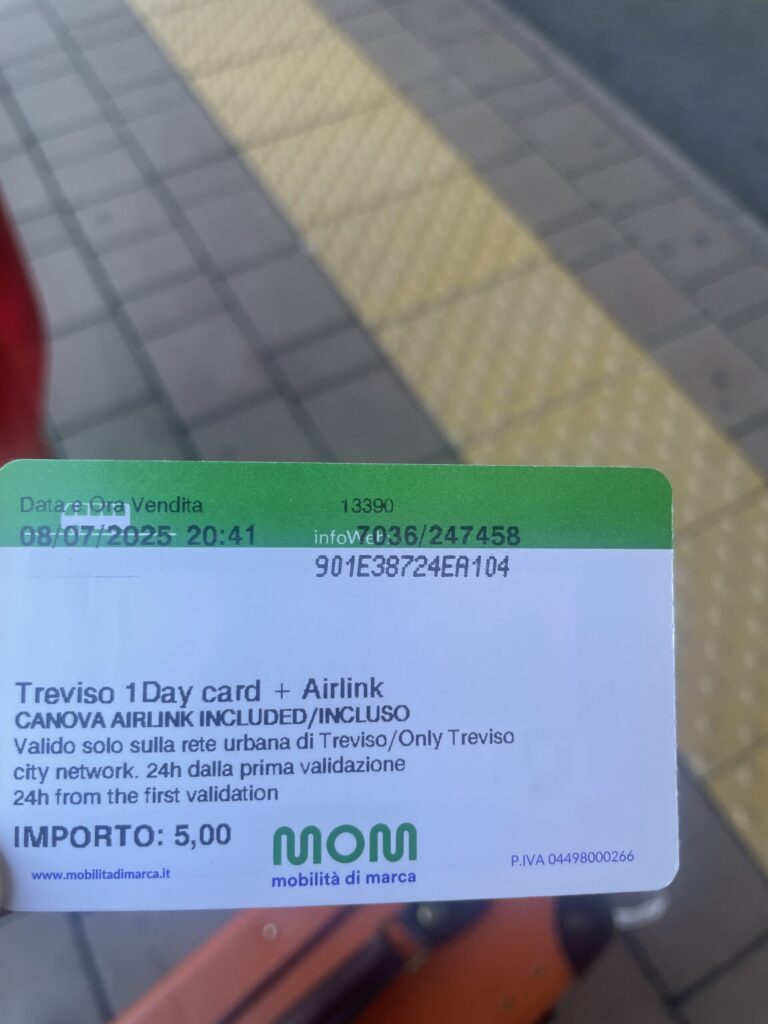 Data e Ora Vendita 13390
08/07/2025 20:41 infoWeb: 7036/247458
901E38724EA104
Treviso 1Day card + Airlink
CANOVA AIRLINK INCLUDED/INCLUSO
Valido solo sulla rete urbana di Treviso/Only Treviso
city network. 24h dalla prima validazione
24h from the first validation
IMPORTO: 5,00
mom
mobilità di marca
www.mobilitadimarca.it
P.IVA 04498000266